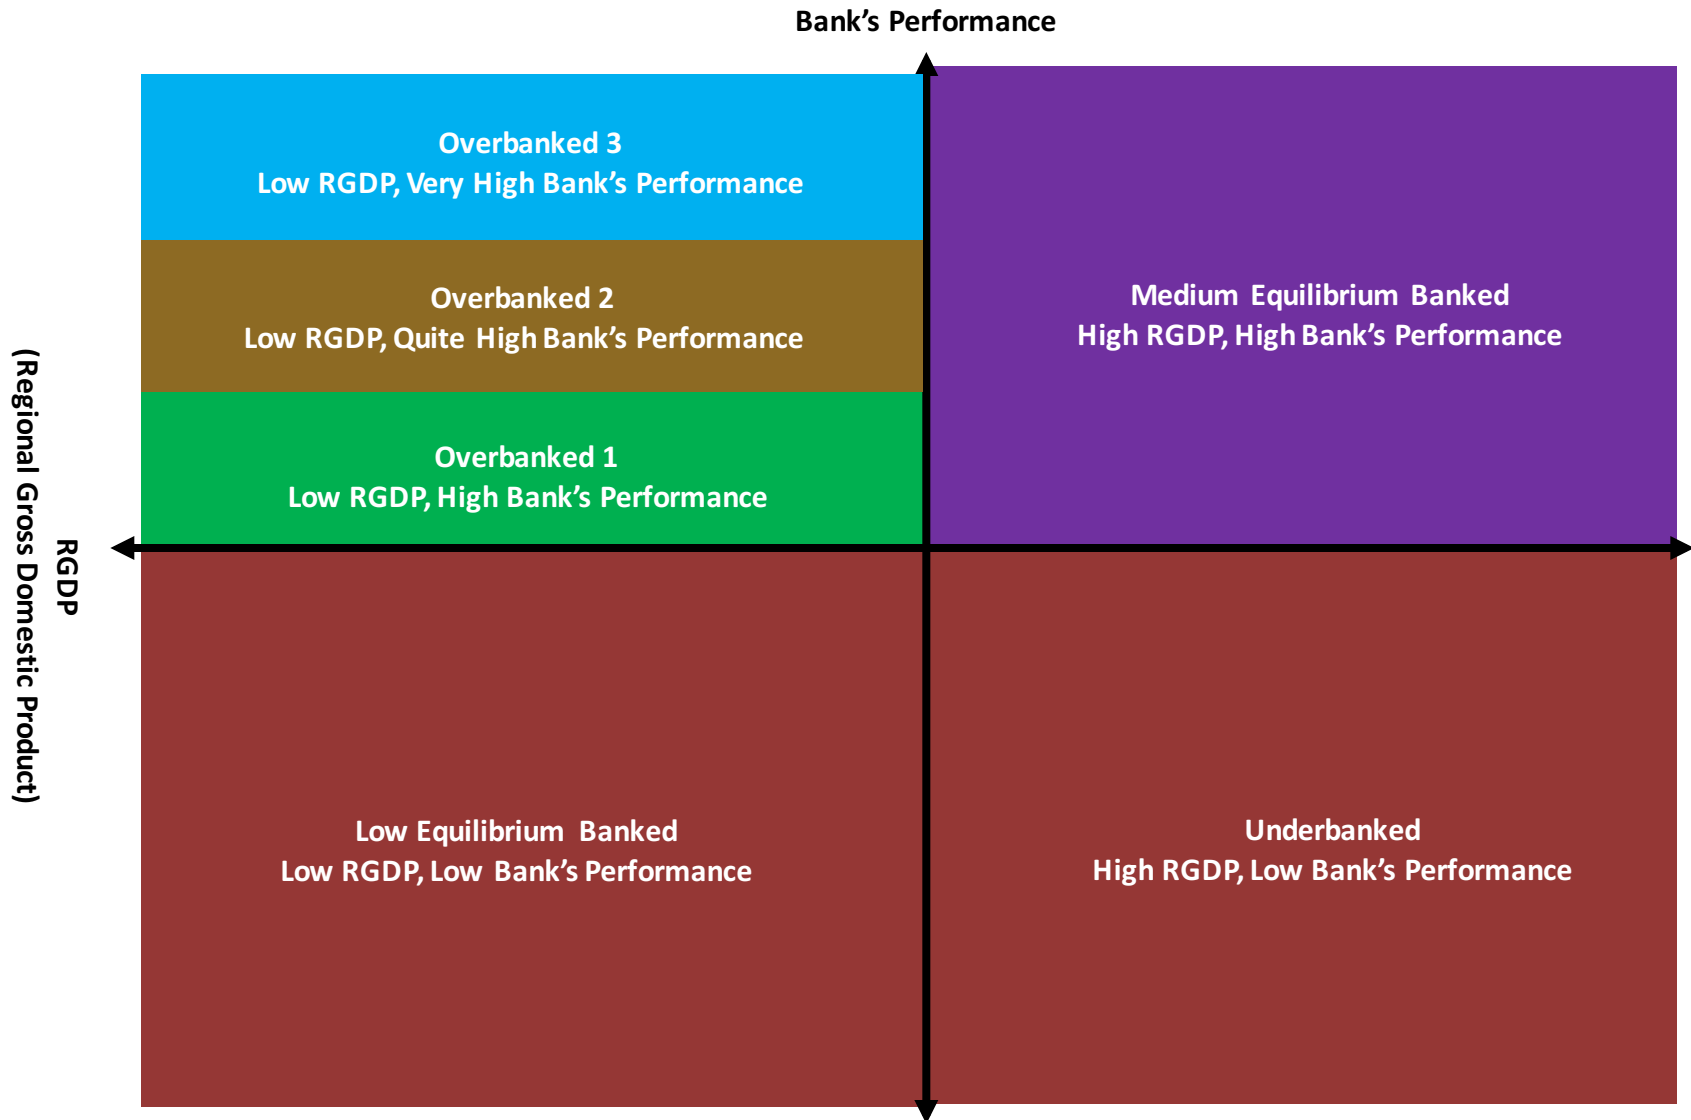 Bank’s Performance
Overbanked 3
Low RGDP, Very High Bank’s Performance
Overbanked 2
Low RGDP, Quite High Bank’s Performance
Overbanked 1
Low RGDP, High Bank’s Performance
Medium Equilibrium Banked
High RGDP, High Bank’s Performance
RGDP
(Regional Gross Domestic Product)
Low Equilibrium Banked
Low RGDP, Low Bank’s Performance
Underbanked
High RGDP, Low Bank’s Performance